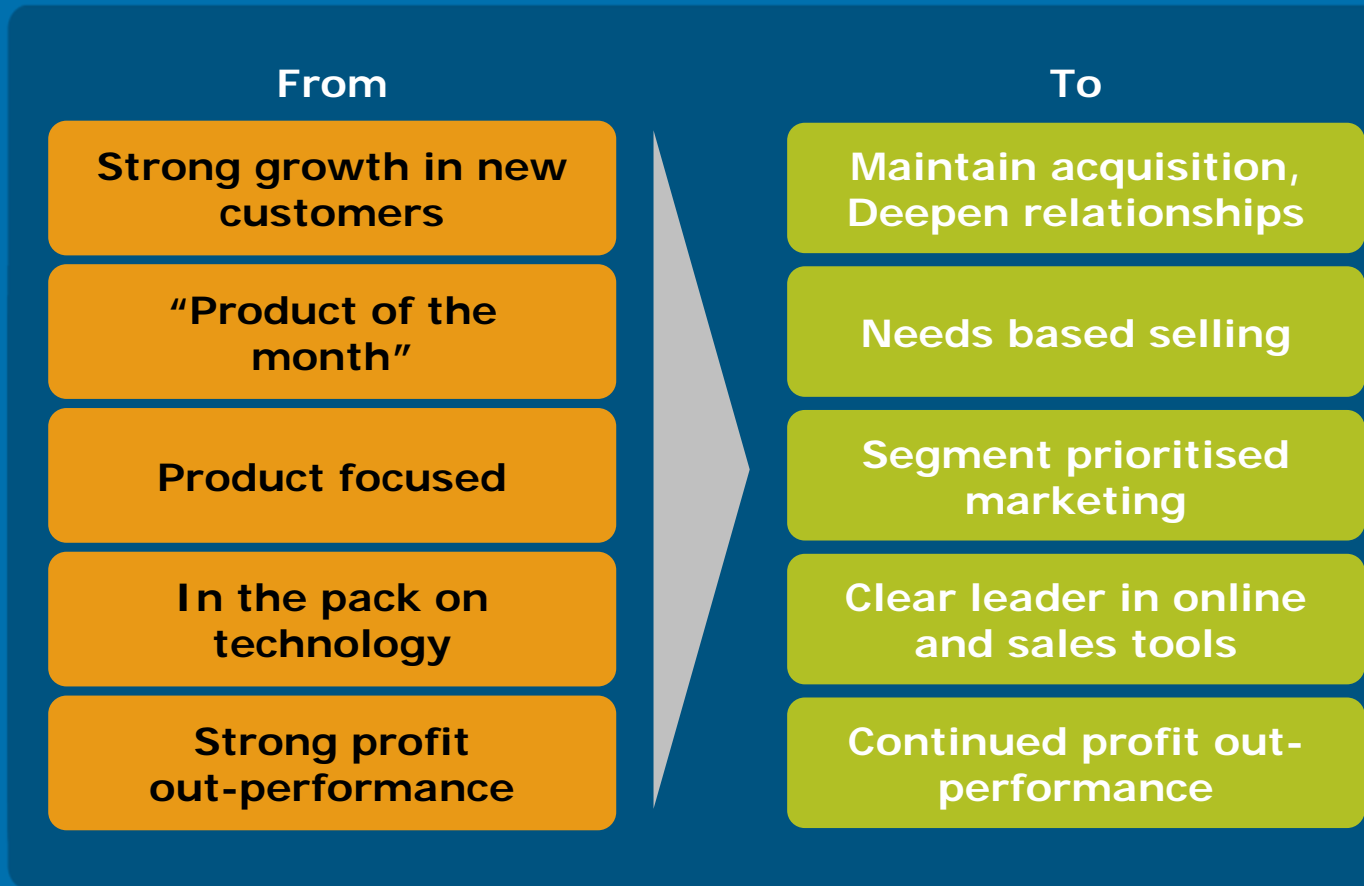 From
Strong growth in new
customers
“Product of the
month”
Product focused
In the pack on
technology
Strong profit
out-performance
To
Maintain acquisition,
Deepen relationships
Needs based selling
Segment prioritised
marketing
Clear leader in online
and sales tools
Continued profit out-
performance